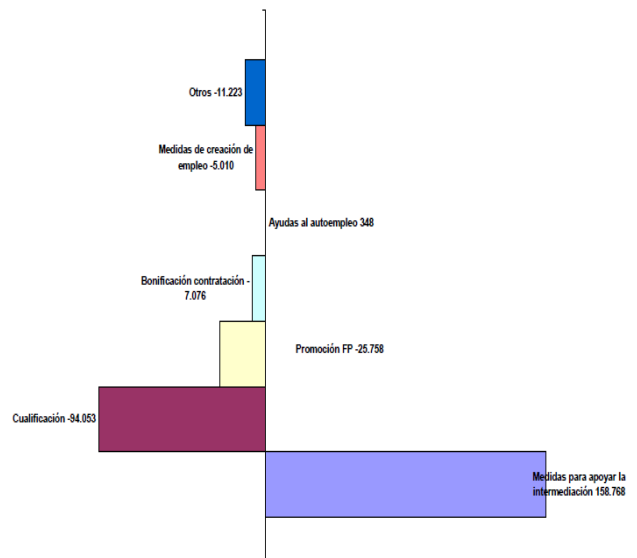 Otros -11.223
Medidas de creación de
empleo -5.010
Ayudas al autoempleo 348
Bonificación contratación -
7.076
Promoción FP -25.758
Cualificación -94.053
Medidas para apoyar la
intermediación 158.768